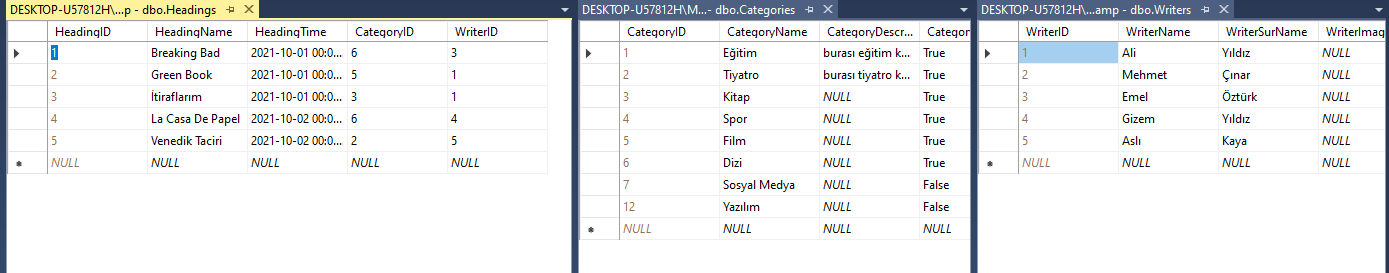 DESKTOP-U57812H\...p - dbo.Headings
HeadingID HeadingName HeadingTime CategoryID WriterID
1 Breaking Bad 2021-10-01 00:0... 6 3
2 Green Book 2021-10-01 00:0... 5 1
3 İtiraflarım 2021-10-01 00:0... 3 1
4 La Casa De Papel 2021-10-02 00:0... 6 4
5 Venedik Taciri 2021-10-02 00:0... 2 5
NULL NULL NULL NULL NULL
DESKTOP-U57812H\M...- dbo.Categories
CategoryID CategoryName CategoryDescr... Categor
1 Eğitim burası eğitim k... True
2 Tiyatro burası tiyatro k... True
3 Kitap NULL True
4 Spor NULL True
5 Film NULL True
6 Dizi NULL True
7 Sosyal Medya NULL False
12 Yazılım NULL False
NULL NULL NULL NULL
DESKTOP-U57812H\...amp - dbo.Writers
WriterID WriterName WriterSurName WriterImag
1 Ali Yıldız NULL
2 Mehmet Çınar NULL
3 Emel Öztürk NULL
4 Gizem Yıldız NULL
5 Aslı Kaya NULL
NULL NULL NULL NULL